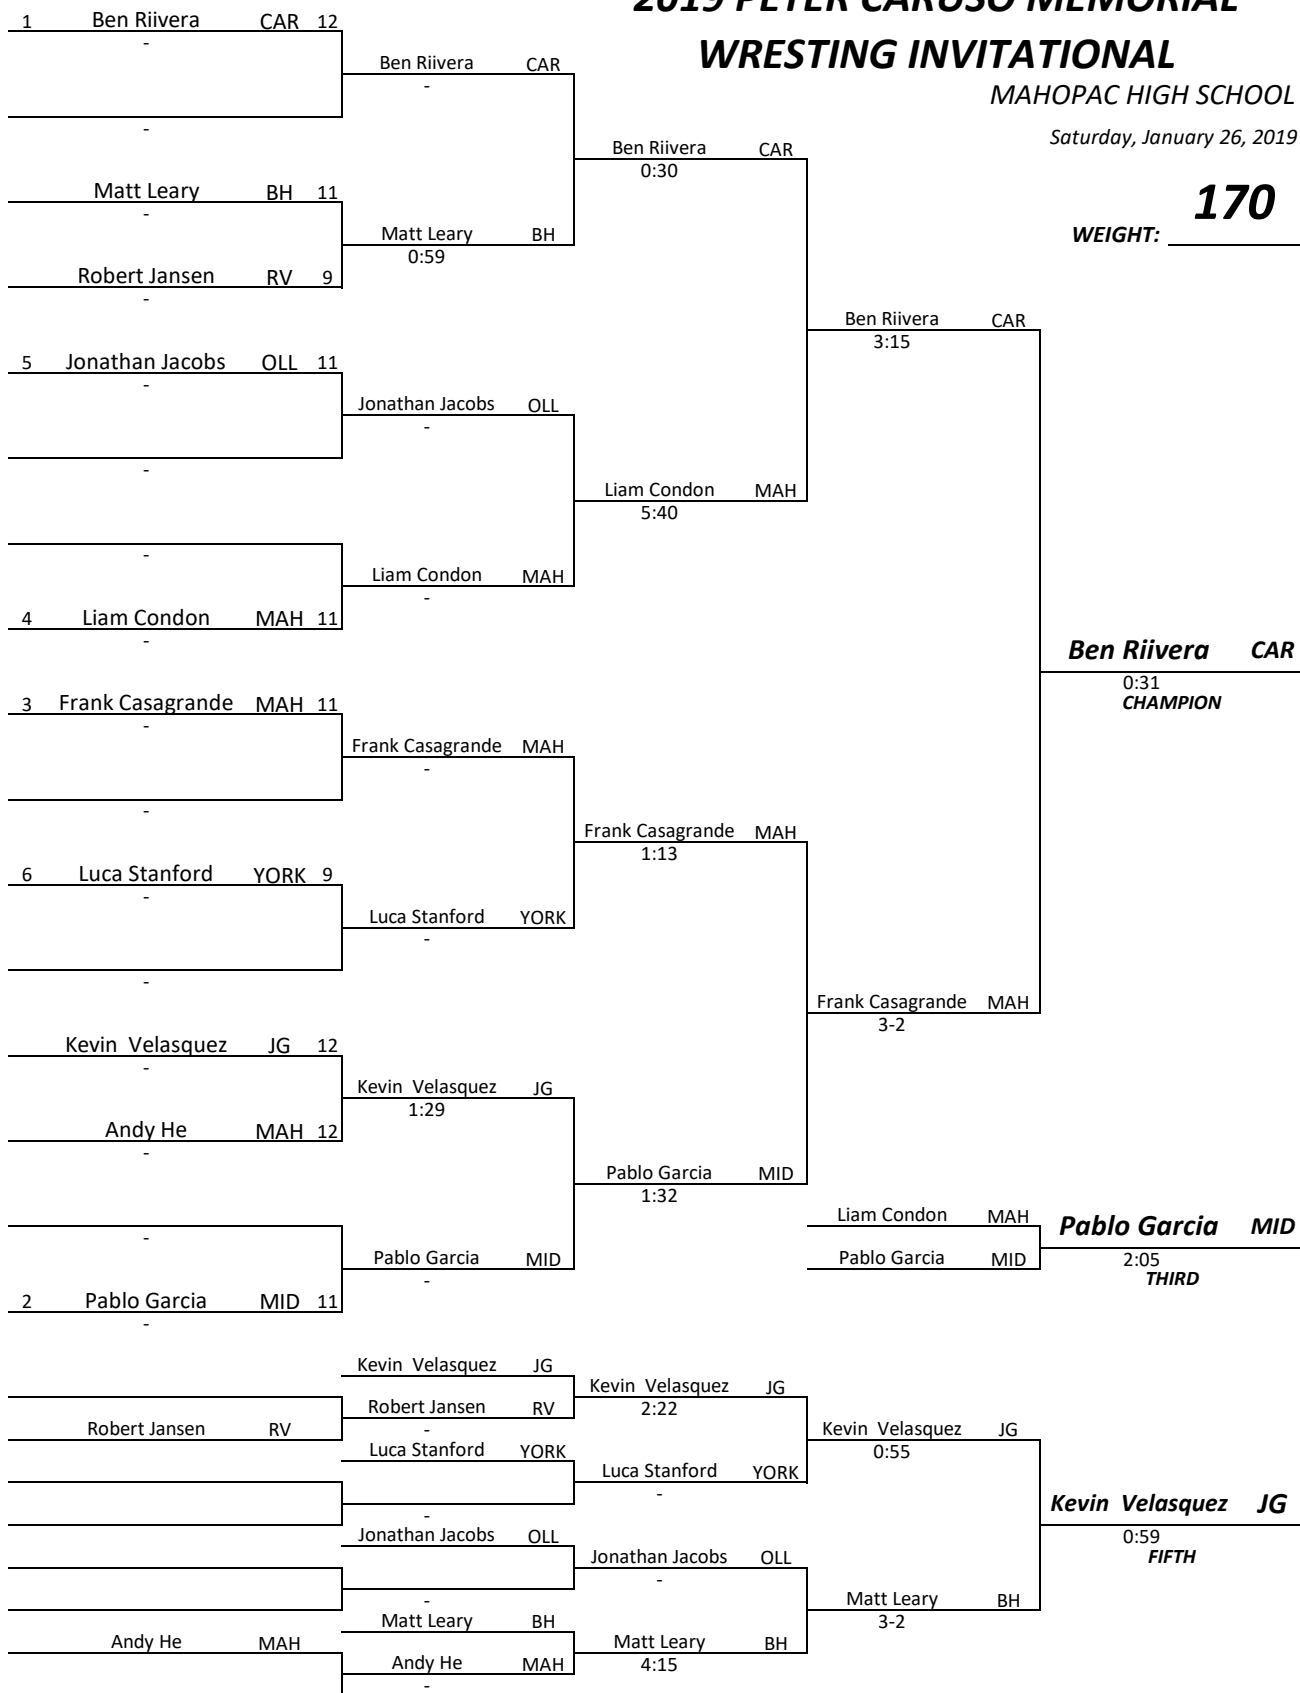 2019 PETER CARUSO MEMORIAL
WRESTING INVITATIONAL
MAHOPAC HIGH SCHOOL
Saturday, January 26, 2019
170
WEIGHT:
1 Ben Riivera CAR 12
-
-
Matt Leary BH 11
-
Robert Jansen RV 9
-
5 Jonathan Jacobs OLL 11
-
-
-
4 Liam Condon MAH 11
-
3 Frank Casagrande MAH 11
-
-
6 Luca Stanford YORK 9
-
-
Kevin Velasquez JG 12
-
Andy He MAH 12
-
-
2 Pablo Garcia MID 11
-
Ben Riivera CAR
-
Matt Leary BH
0:59
Jonathan Jacobs OLL
-
Liam Condon MAH
-
Frank Casagrande MAH
-
Luca Stanford YORK
-
Kevin Velasquez JG
1:29
Pablo Garcia MID
-
Ben Riivera CAR
0:30
Liam Condon MAH
5:40
Frank Casagrande MAH
1:13
Pablo Garcia MID
1:32
Ben Riivera CAR
3:15
Frank Casagrande MAH
3-2
Ben Riivera CAR
0:31
CHAMPION
Liam Condon MAH
Pablo Garcia MID
Pablo Garcia MID
2:05
THIRD
Robert Jansen RV
Andy He MAH
Kevin Velasquez JG
Robert Jansen RV
-
Luca Stanford YORK
-
Jonathan Jacobs OLL
-
Matt Leary BH
Andy He MAH
-
Kevin Velasquez JG
2:22
Luca Stanford YORK
-
Jonathan Jacobs OLL
-
Matt Leary BH
4:15
Kevin Velasquez JG
0:55
Matt Leary BH
3-2
Kevin Velasquez JG
0:59
FIFTH